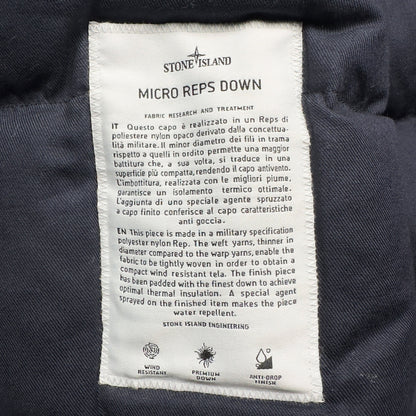 STONE ISLAND
MICRO REPS DOWN
FABRIC RESEARCH AND TREATMENT
IT Questo capo è realizzato in un Reps di
poliestere nylon opaco derivato dalla concettua-
lità militare. Il minor diametro dei fili in trama
rispetto a quelli in ordito permette una maggior
battitura che, a sua volta, si traduce in una
superficie più compatta, rendendo il capo antivento.
L'imbottitura, realizzata con le migliori piume,
garantisce un isolamento termico ottimale.
L'aggiunta di uno speciale agente spruzzato
a capo finito conferisce al capo caratteristiche
anti goccia.
EN This piece is made in a military specification
polyester nylon Rep. The weft yarns, thinner in
diameter compared to the warp yarns, enable the
fabric to be tightly woven in order to obtain a
compact wind resistant tela. The finish piece
has been padded with the finest down to achieve
optimal thermal insulation. A special agent
sprayed on the finished item makes the piece
water repellent.
STONE ISLAND ENGINEERING
WIND RESISTANT
PREMIUM DOWN
ANTI-DROP FINISH